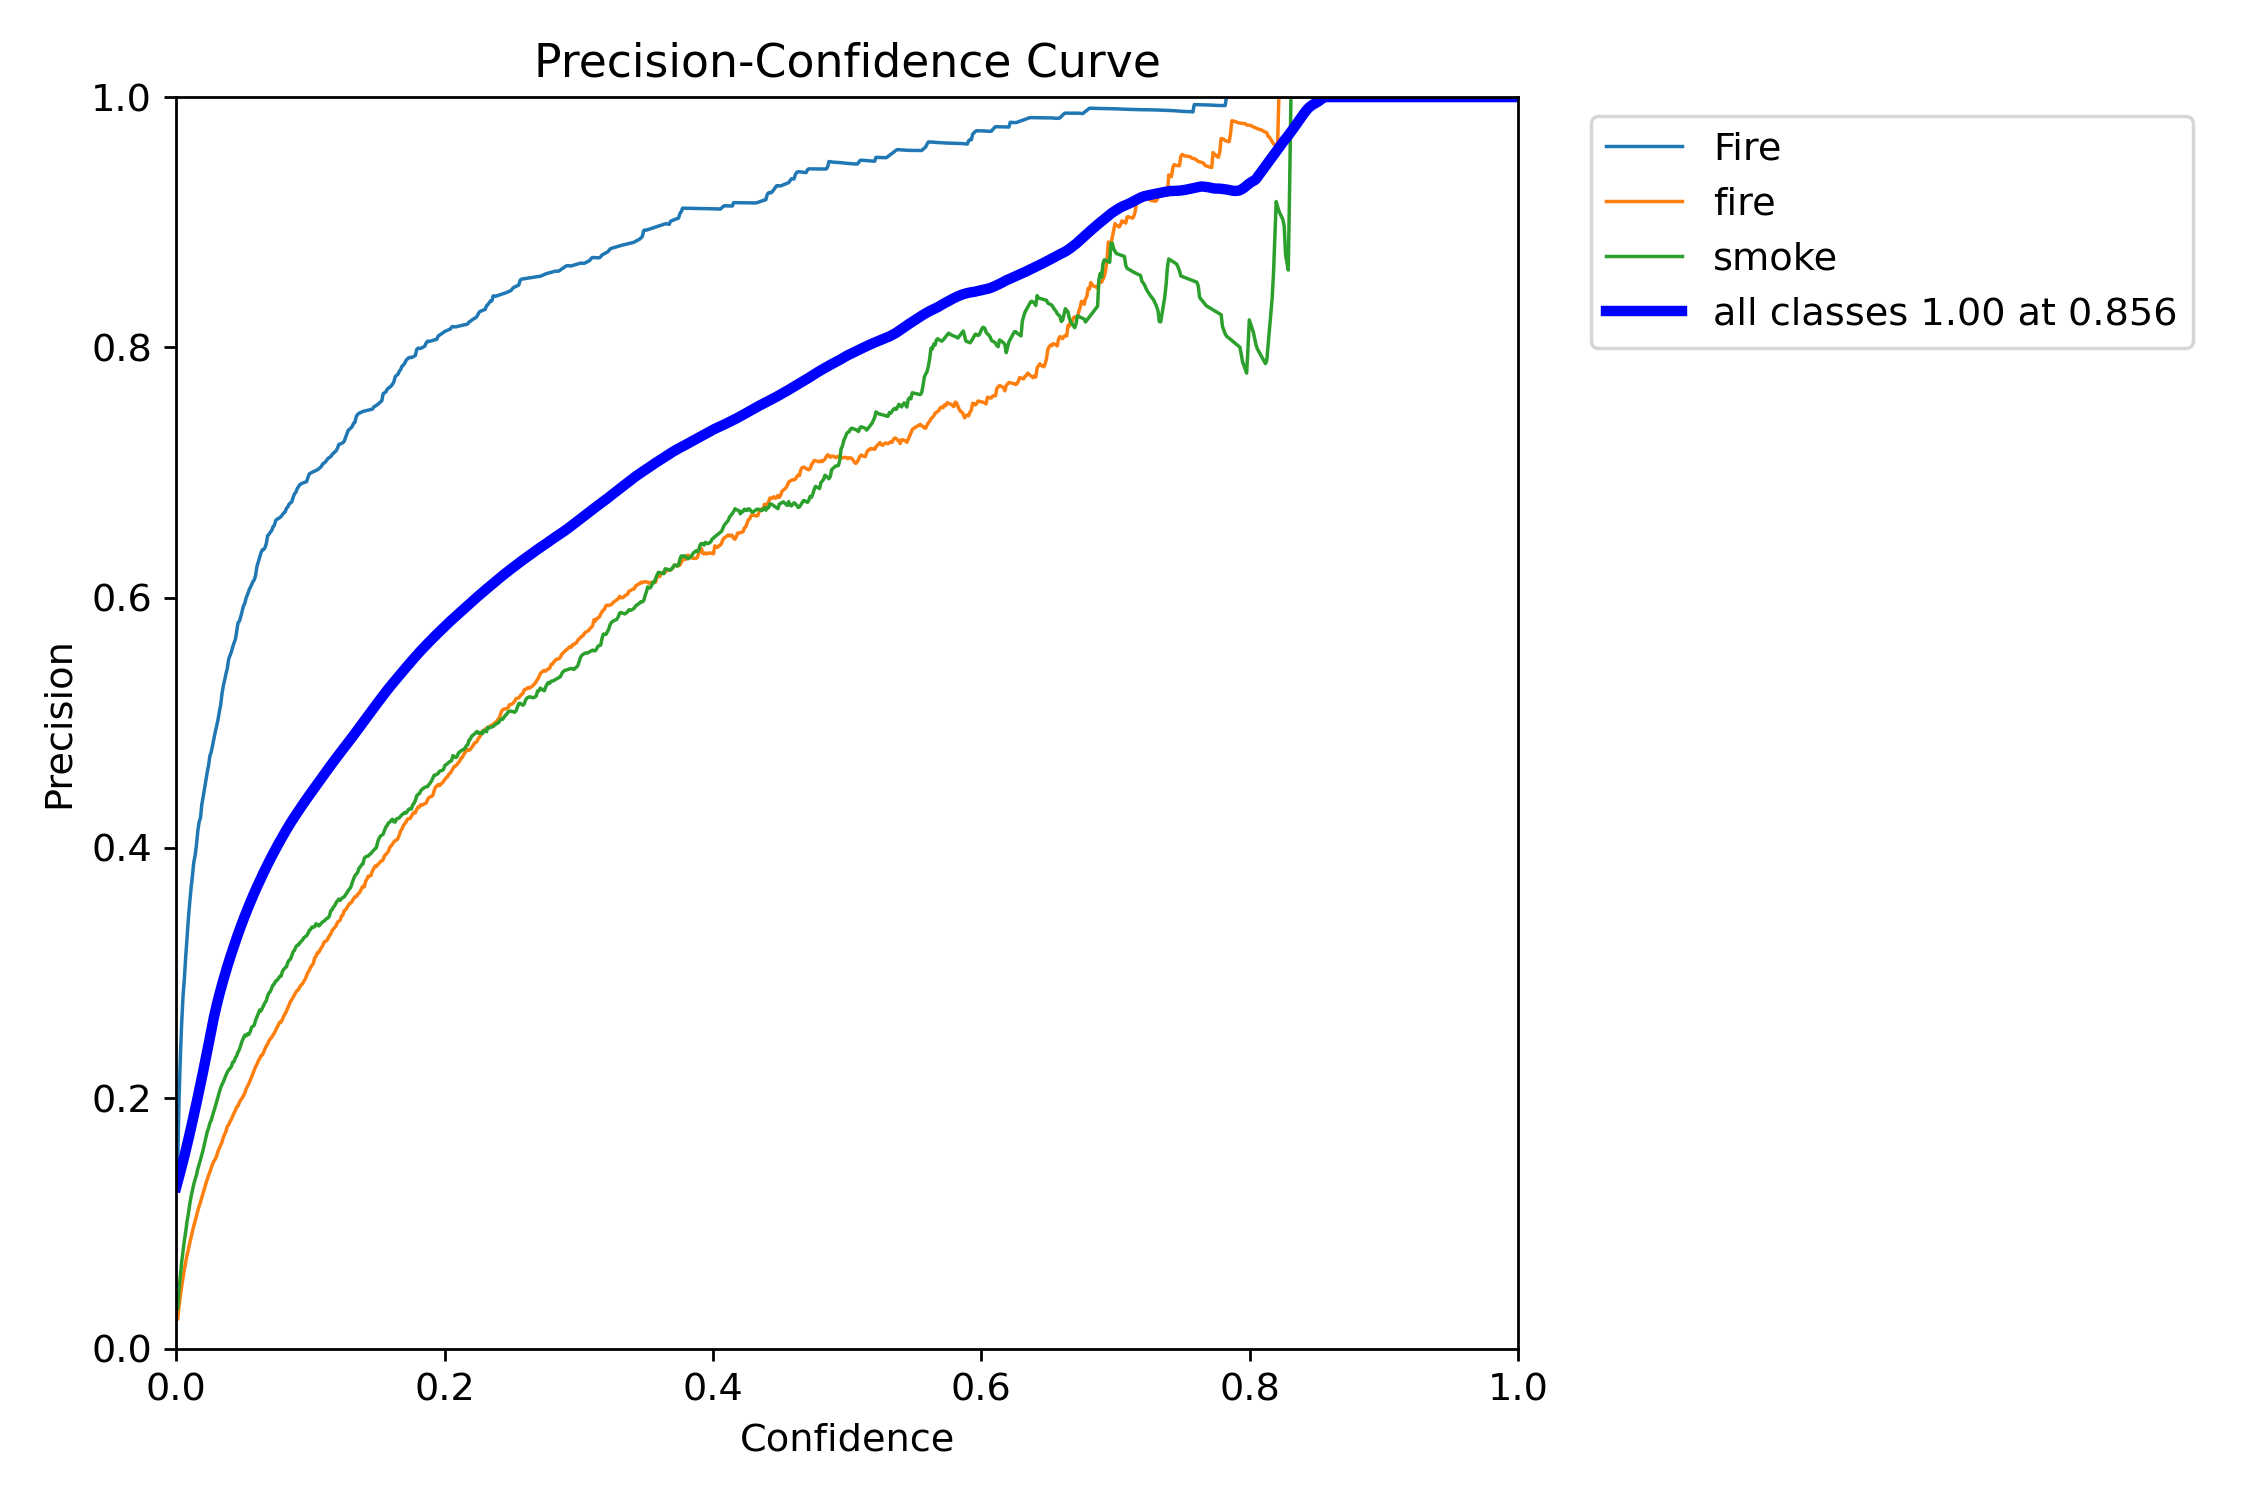 Precision-Confidence Curve
1.0
0.8
0.6
0.4
0.2
0.0
Precision
0.0 0.2 0.4 0.6 0.8 1.0
Confidence
Fire
fire
smoke
all classes 1.00 at 0.856